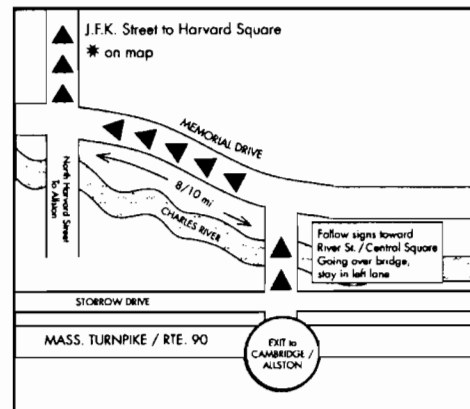 J.F.K. Street to Harvard Square
✷ on map
MEMORIAL DRIVE
8/10 mi
North Harvard Street
To Allston
CHARLES RIVER
Follow signs toward
River St. / Central Square
Going over bridge,
stay in left lane
STORROW DRIVE
MASS. TURNPIKE / RTE. 90
EXIT to
CAMBRIDGE /
ALLSTON